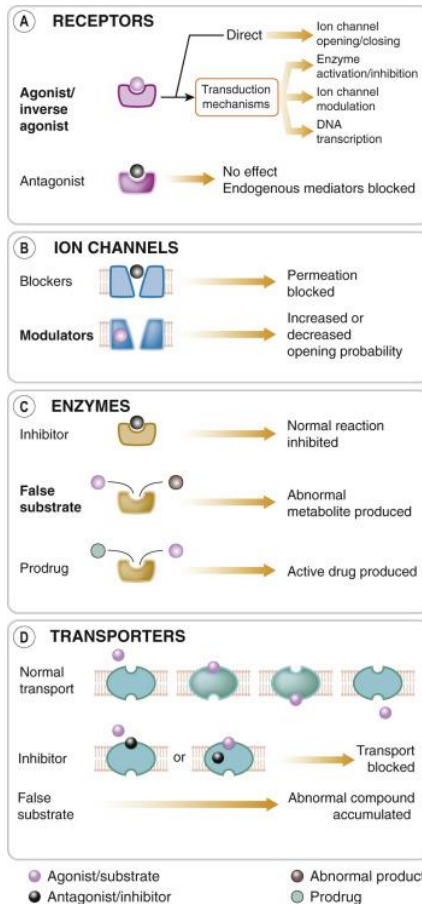 A RECEPTORS
Direct
Ion channel
opening/closing
Agonist/
inverse
agonist
Transduction
mechanisms
Enzyme
activation/inhibition
Ion channel
modulation
DNA
transcription
Antagonist
No effect
Endogenous mediators blocked
B ION CHANNELS
Blockers
Permeation
blocked
Modulators
Increased or
decreased
opening probability
C ENZYMES
Inhibitor
Normal reaction
inhibited
False
substrate
Abnormal
metabolite produced
Prodrug
Active drug produced
D TRANSPORTERS
Normal
transport
Inhibitor
or
Transport
blocked
False
substrate
Abnormal compound
accumulated
Agonist/substrate
Abnormal product
Antagonist/inhibitor
Prodrug